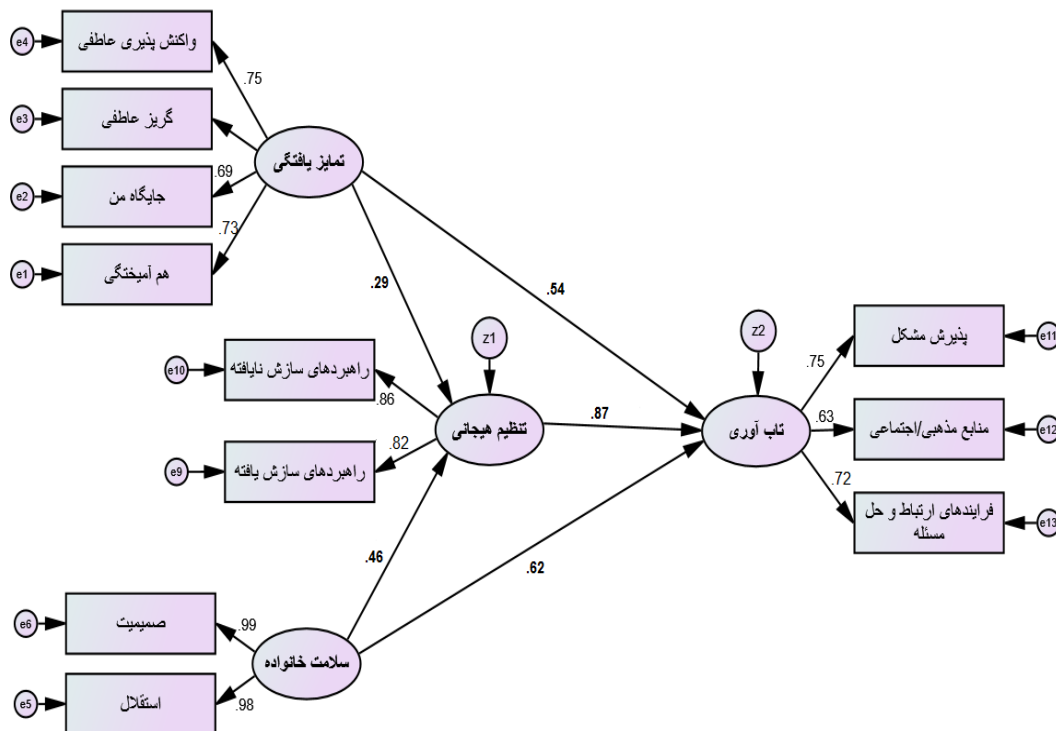 e4
واکنش پذیری عاطفی
.75
e3
گریز عاطفی
تمایز یافتگی
.69
e2
جایگاه من
.73
e1
هم آمیختگی
.29
.54
z1
z2
پذیرش مشکل
e11
.75
e10
راهبردهای سازش نایافته
.86
تنظیم هیجانی
.87
تاب آوری
.63
منابع مذهبی/اجتماعی
e12
e9
راهبردهای سازش یافته
.82
.72
فرایندهای ارتباط و حل
مسئله
e13
.46
.62
e6
صمیمیت
.99
سلامت خانواده
e5
استقلال
.98